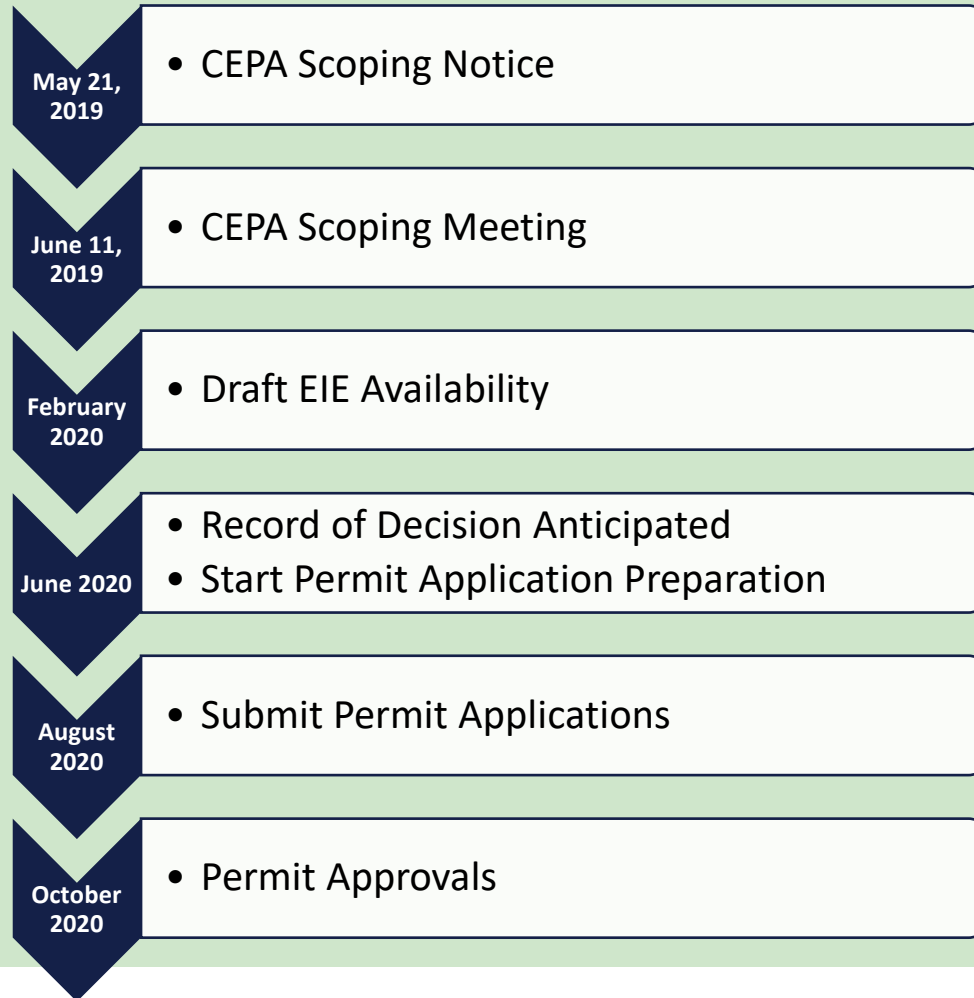 May 21,
2019
• CEPA Scoping Notice
June 11,
2019
• CEPA Scoping Meeting
February
2020
• Draft EIE Availability
June 2020
• Record of Decision Anticipated
• Start Permit Application Preparation
August
2020
• Submit Permit Applications
October
2020
• Permit Approvals